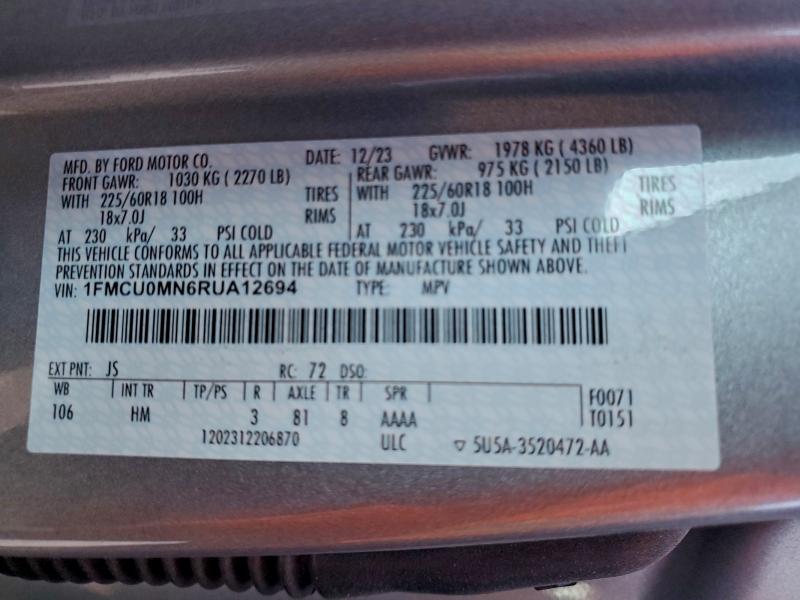 MFD. BY FORD MOTOR CO. DATE: 12/23 GVWR: 1978 KG ( 4360 LB)
FRONT GAWR: 1030 KG ( 2270 LB) REAR GAWR: 975 KG ( 2150 LB)
WITH 225/60R18 100H TIRES WITH 225/60R18 100H TIRES
18x7.0J RIMS 18x7.0J RIMS
AT 230 kPa/ 33 PSI COLD AT 230 kPa/ 33 PSI COLD
THIS VEHICLE CONFORMS TO ALL APPLICABLE FEDERAL MOTOR VEHICLE SAFETY AND THEFT
PREVENTION STANDARDS IN EFFECT ON THE DATE OF MANUFACTURE SHOWN ABOVE.
VIN: 1FMCU0MN6RUA12694 TYPE: MPV
EXT PNT: JS RC: 72 DSO:
WB INT TR TP/PS R AXLE TR SPR F0071
106 HM 3 81 8 AAAA T0151
1202312206870 ULC ▽ 5U5A-3520472-AA